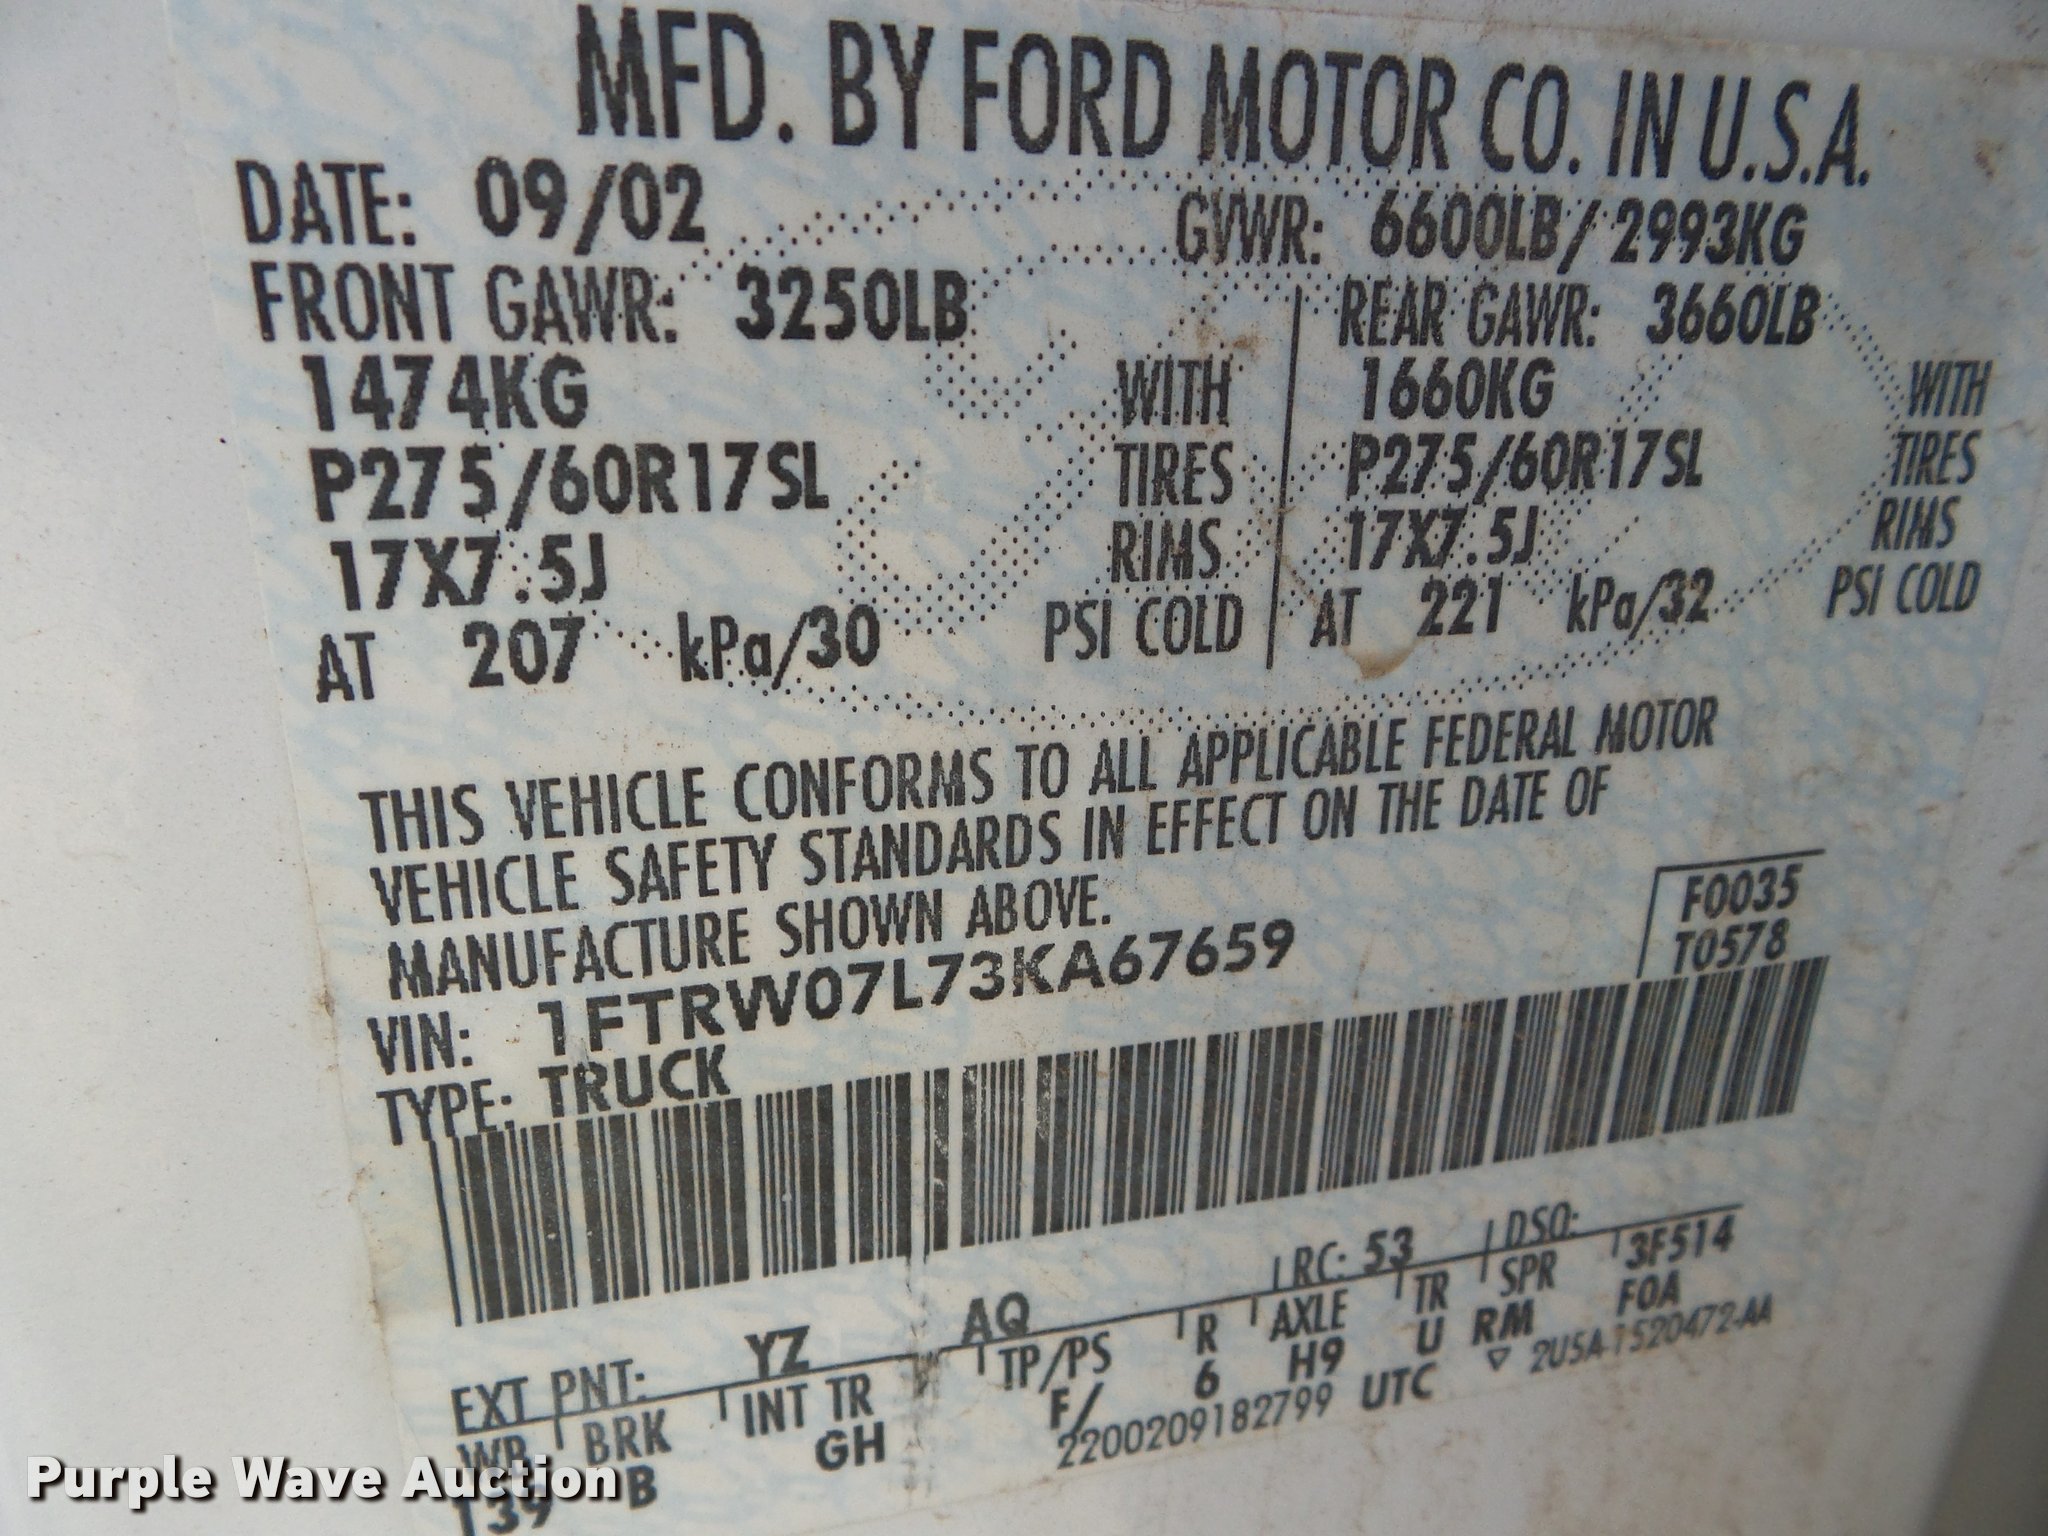 MFD. BY FORD MOTOR CO. IN U.S.A.
DATE: 09/02 GVWR: 6600LB/2993KG
FRONT GAWR: 3250LB REAR GAWR: 3660LB
1474KG WITH 1660KG WITH
P275/60R17SL TIRES P275/60R17SL TIRES
17X7.5J RIMS 17X7.5J RIMS
AT 207 kPa/30 PSI COLD AT 221 kPa/32 PSI COLD
THIS VEHICLE CONFORMS TO ALL APPLICABLE FEDERAL MOTOR
VEHICLE SAFETY STANDARDS IN EFFECT ON THE DATE OF
MANUFACTURE SHOWN ABOVE.
F0035
VIN: 1FTRW07L73KA67659 T0578
TYPE: TRUCK
EXT PNT: YZ AQ RC: 53 DSO:
WB BRK INT TR TP/PS R AXLE TR SPR 3F514
139 B GH F/ 6 H9 U RM F0A
2200209182799 UTC ▽ 2U5A-1520472-AA
Purple Wave Auction